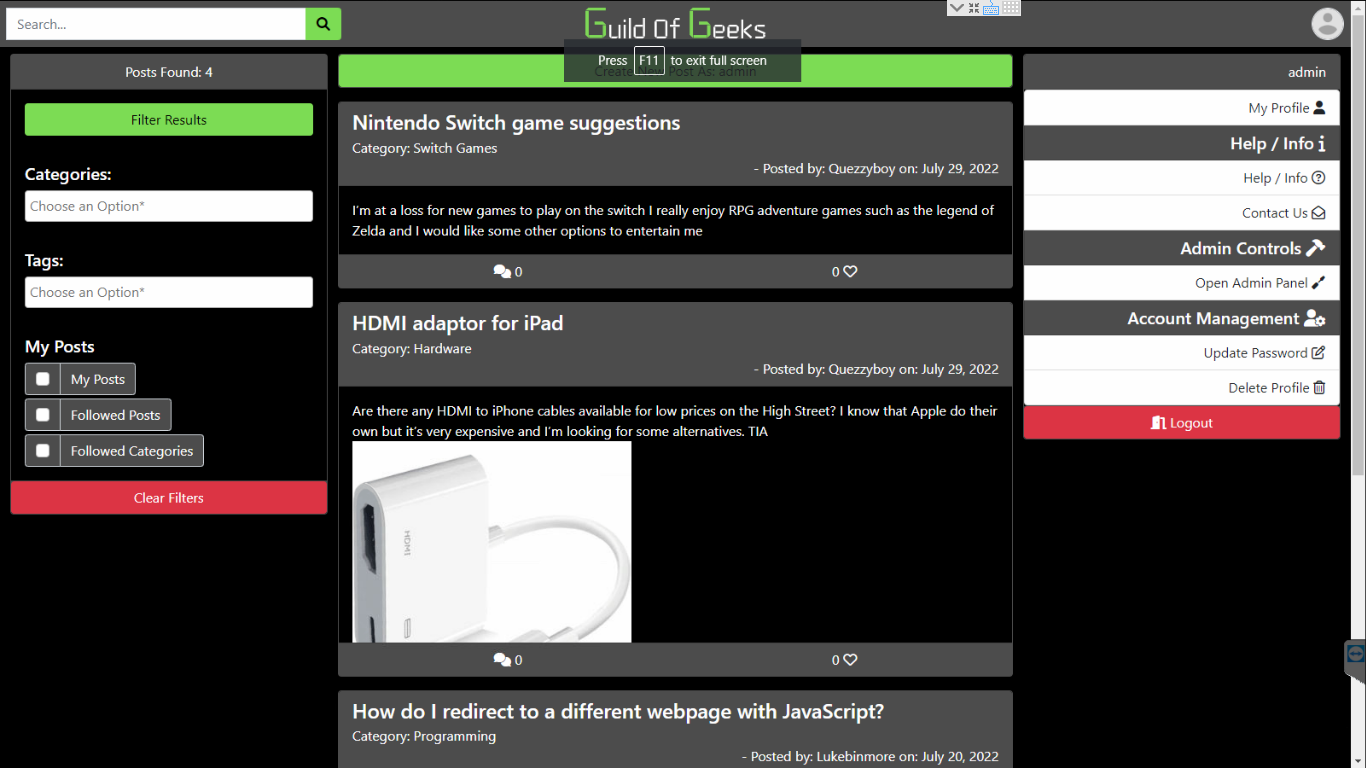 Search...
Guild Of Geeks
Press F11 to exit full screen
Create New Post As: admin
Posts Found: 4
Filter Results
Categories:
Choose an Option*
Tags:
Choose an Option*
My Posts
My Posts
Followed Posts
Followed Categories
Clear Filters
Nintendo Switch game suggestions
Category: Switch Games
- Posted by: Quezzyboy on: July 29, 2022
I'm at a loss for new games to play on the switch I really enjoy RPG adventure games such as the legend of
Zelda and I would like some other options to entertain me
0
0
HDMI adaptor for iPad
Category: Hardware
- Posted by: Quezzyboy on: July 29, 2022
Are there any HDMI to iPhone cables available for low prices on the High Street? I know that Apple do their
own but it's very expensive and I'm looking for some alternatives. TIA
HDMI
0
0
How do I redirect to a different webpage with JavaScript?
Category: Programming
- Posted by: Lukebinmore on: July 20, 2022
admin
My Profile
Help / Info
Help / Info
Contact Us
Admin Controls
Open Admin Panel
Account Management
Update Password
Delete Profile
Logout